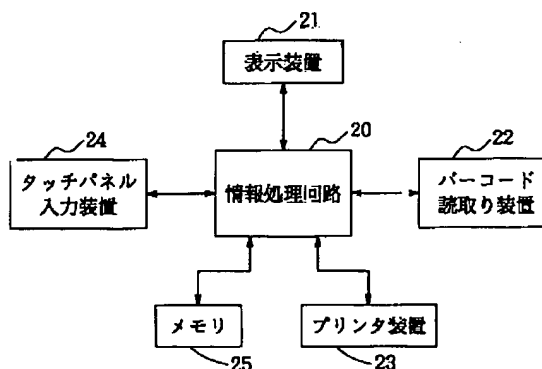 21
表示装置
20
24
22
タッチパネル
入力装置
情報処理回路
バーコード
読取り装置
メモリ
プリンタ装置
25
23